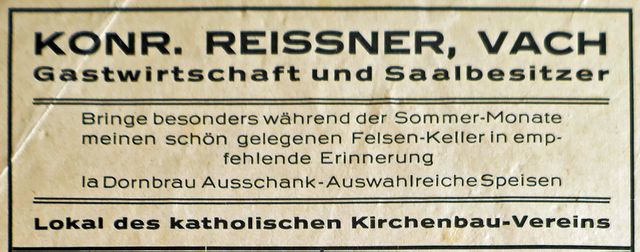 KONR. REISSNER, VACH
Gastwirtschaft und Saalbesitzer
Bringe besonders während der Sommer-Monate
meinen schön gelegenen Felsen-Keller in emp-
fehlende Erinnerung
Ia Dornbrau Ausschank-Auswahlreiche Speisen
Lokal des katholischen Kirchenbau-Vereins